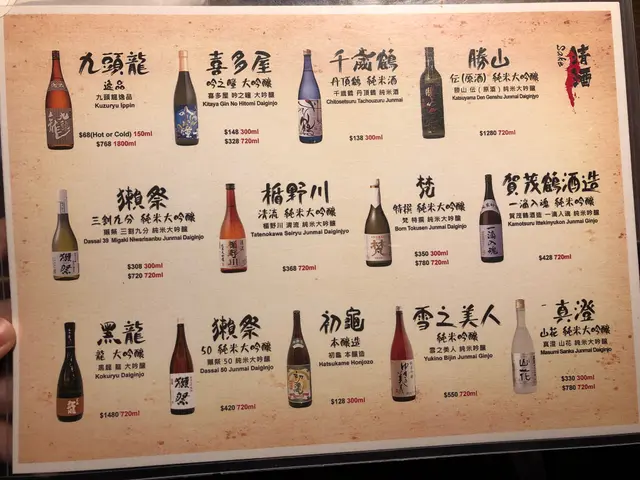 清酒
Sake
九頭龍
逸品
九頭龍逸品
Kuzuryu Ippin
$68(Hot or Cold) 150ml
$768 1800ml
喜多屋
吟之瞳 大吟醸
喜多屋 吟之瞳 大吟醸
Kitaya Gin No Hitomi Daiginjo
$148 300ml
$328 720ml
千歲鶴
丹頂鶴 純米酒
千歲鶴 丹頂鶴 純米酒
Chitosetsuru Tachouzuru Junmai
$138 300ml
勝山
伝(原酒) 純米大吟醸
勝山 伝(原酒) 純米大吟醸
Katsuyama Den Genshu Junmai Daiginjyo
$1280 720ml
獺祭
三割九分 純米大吟醸
獺祭 三割九分 純米大吟醸
Dassai 39 Migaki Niwarisanbu Junmai Daiginjo
$308 300ml
$720 720ml
楯野川
清流 純米大吟醸
楯野川 清流 純米大吟醸
Tatenokawa Seiryu Junmai Daiginjyo
$368 720ml
梵
特撰 純米大吟醸
梵 特撰 純米大吟醸
Born Tokusen Junmai Daiginjo
$350 300ml
$780 720ml
賀茂鶴酒造
一滴入魂 純米吟醸
賀茂鶴酒造 一滴入魂 純米吟醸
Kamotsuru Ittekinyukon Junmai Ginjo
$428 720ml
黑龍
龍 大吟醸
黑龍 龍 大吟醸
Kokuryu Daiginjo
$1480 720ml
獺祭
50 純米大吟醸
獺祭 50 純米大吟醸
Dassai 50 Junmai Daiginjo
$420 720ml
初龜
本醸造
初龜 本醸造
Hatsukame Honjozo
$128 300ml
雪之美人
純米吟醸
雪之美人 純米吟醸
Yukino Bijin Junmai Ginjo
$550 720ml
真澄
山花 純米大吟醸
真澄 山花 純米大吟醸
Masumi Sanka Junmai Daiginjo
$330 300ml
$780 720ml